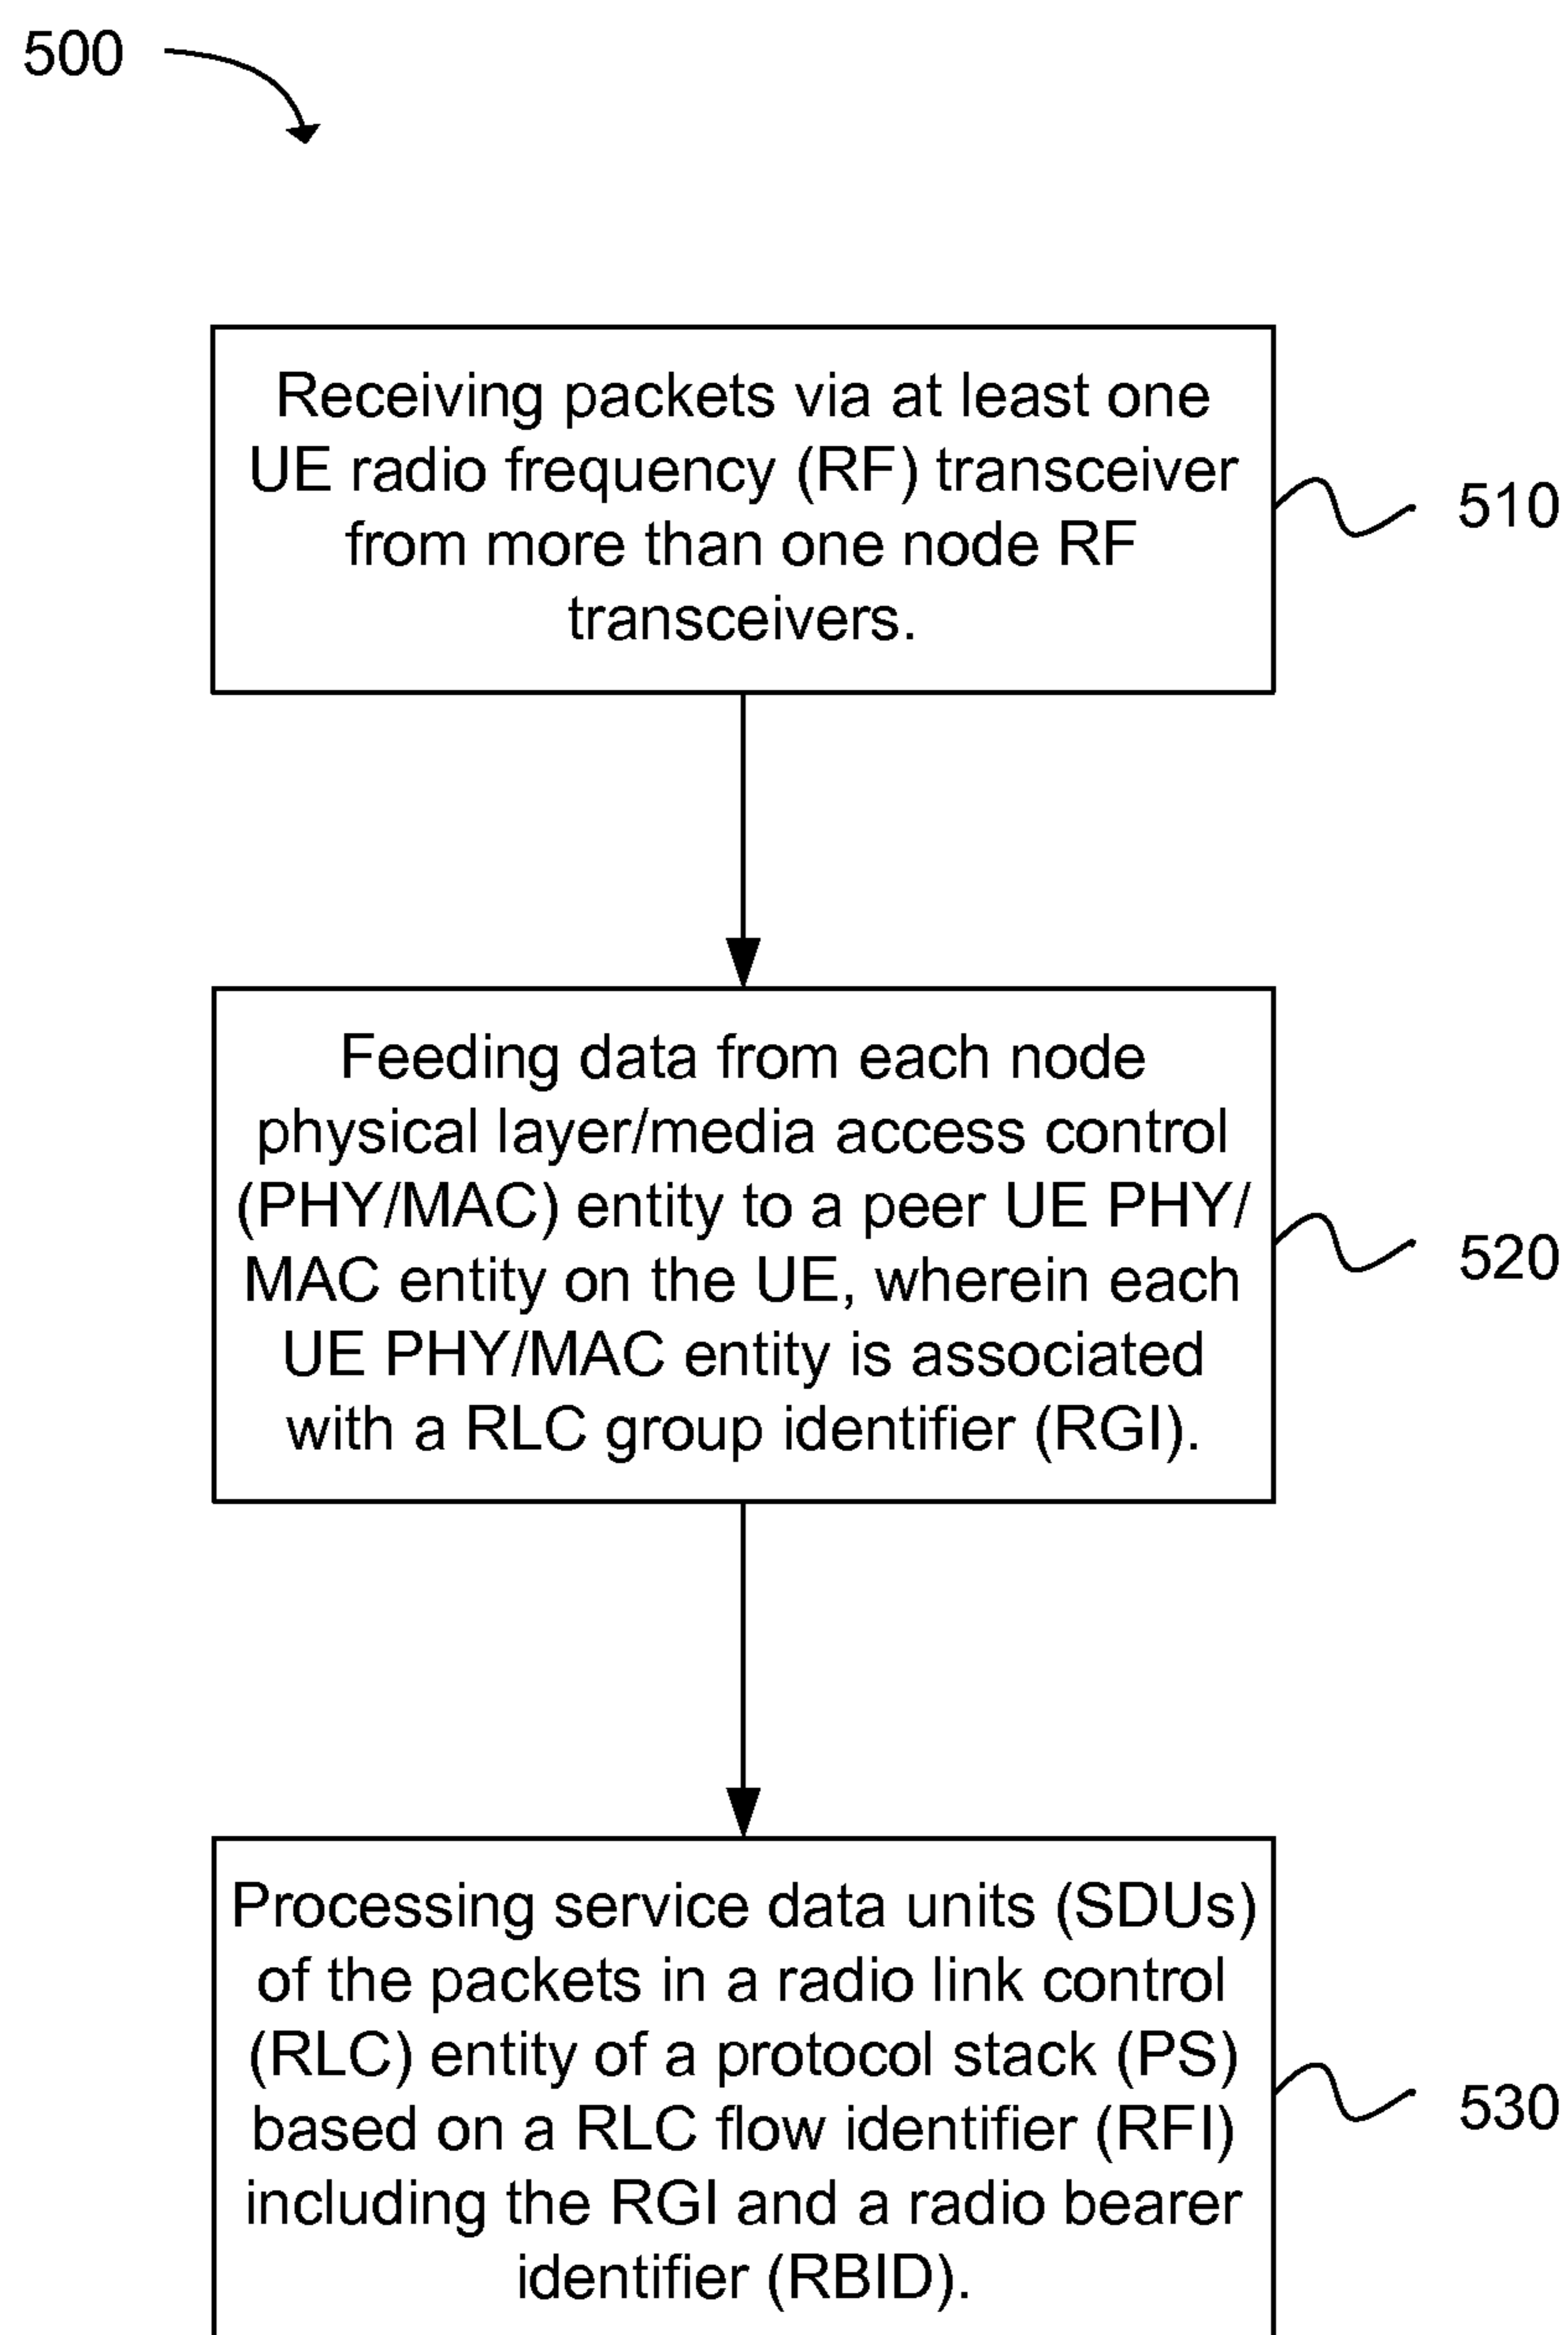 500
Receiving packets via at least one
UE radio frequency (RF) transceiver
from more than one node RF
transceivers.
510
Feeding data from each node
physical layer/media access control
(PHY/MAC) entity to a peer UE PHY/
MAC entity on the UE, wherein each
UE PHY/MAC entity is associated
with a RLC group identifier (RGI).
520
Processing service data units (SDUs)
of the packets in a radio link control
(RLC) entity of a protocol stack (PS)
based on a RLC flow identifier (RFI)
including the RGI and a radio bearer
identifier (RBID).
530